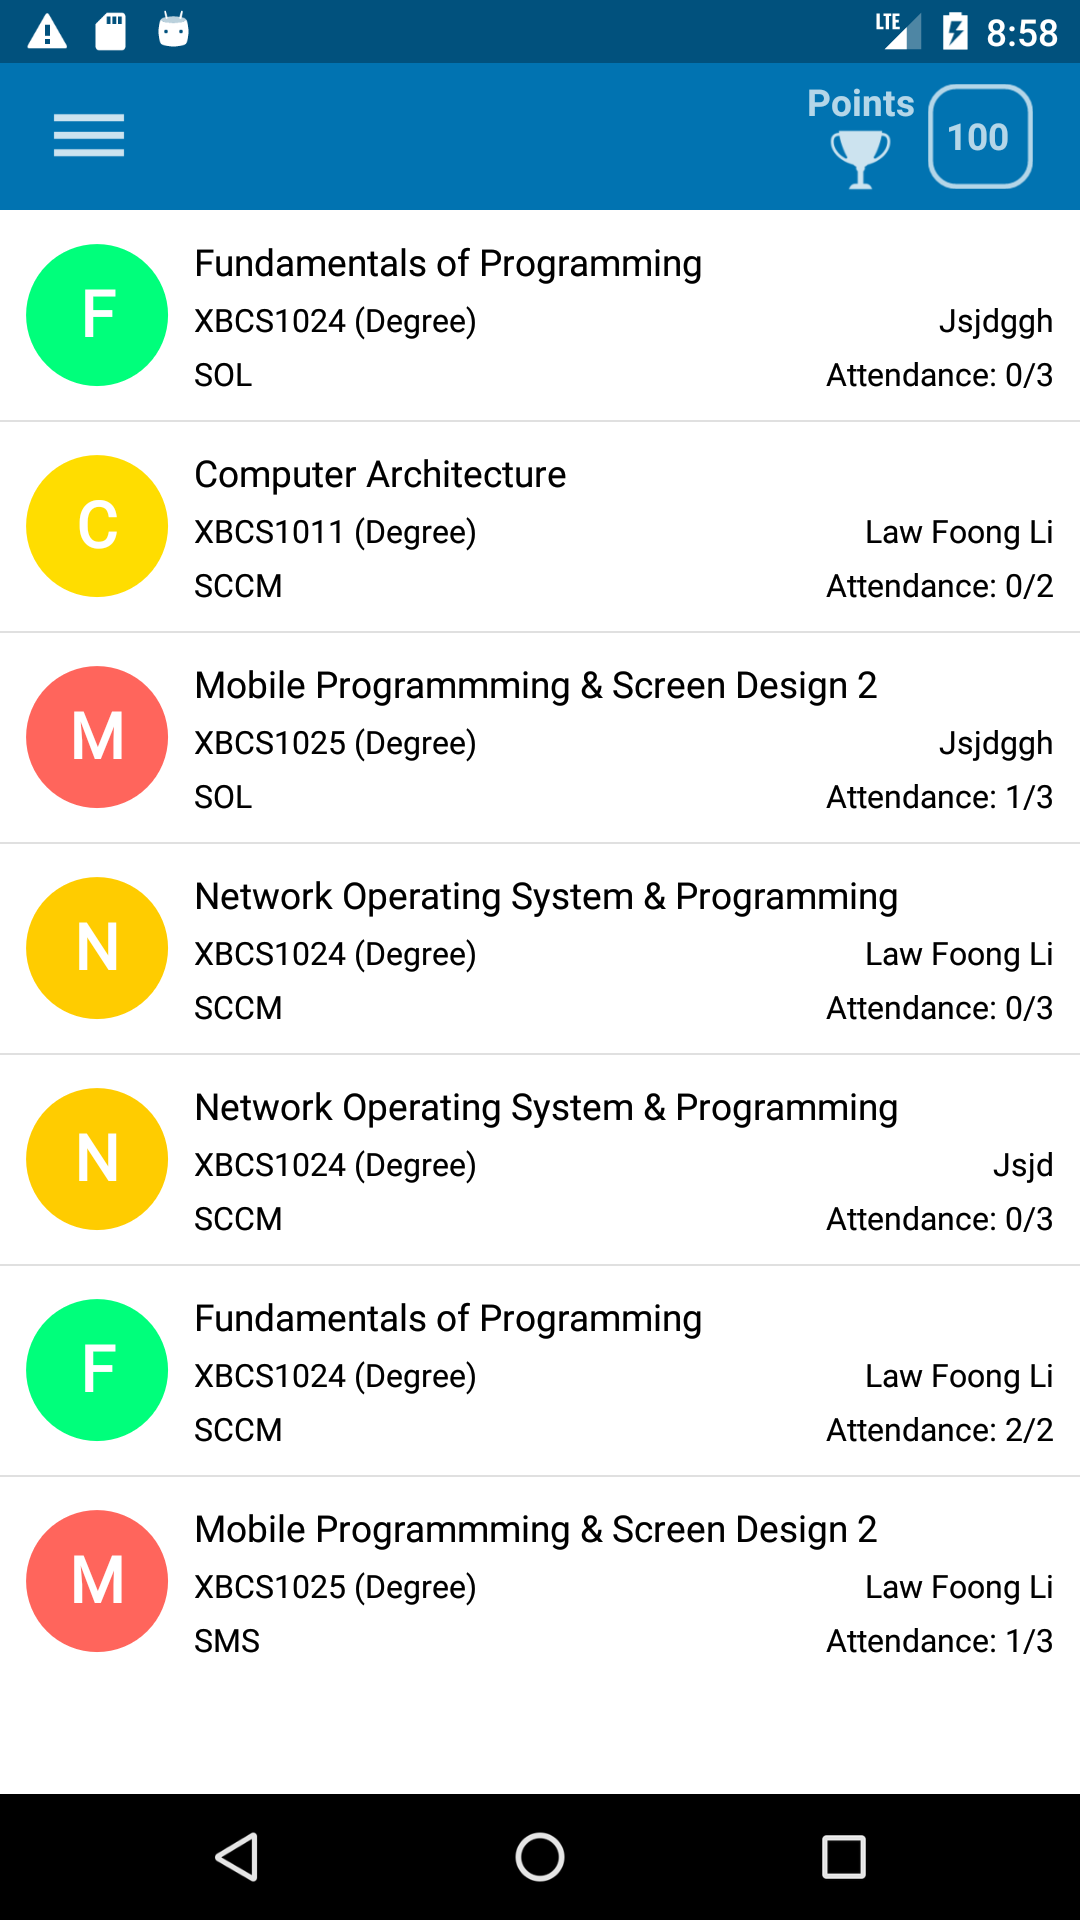 LTE 8:58
Points
100
F
Fundamentals of Programming
XBCS1024 (Degree) Jsjdggh
SOL Attendance: 0/3
C
Computer Architecture
XBCS1011 (Degree) Law Foong Li
SCCM Attendance: 0/2
M
Mobile Programmming & Screen Design 2
XBCS1025 (Degree) Jsjdggh
SOL Attendance: 1/3
N
Network Operating System & Programming
XBCS1024 (Degree) Law Foong Li
SCCM Attendance: 0/3
N
Network Operating System & Programming
XBCS1024 (Degree) Jsjd
SCCM Attendance: 0/3
F
Fundamentals of Programming
XBCS1024 (Degree) Law Foong Li
SCCM Attendance: 2/2
M
Mobile Programmming & Screen Design 2
XBCS1025 (Degree) Law Foong Li
SMS Attendance: 1/3